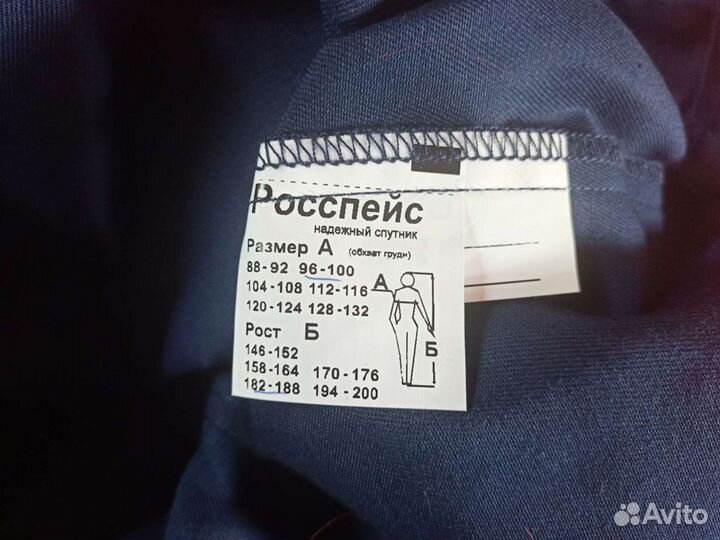 Росспейс
надежный спутник
Размер А (обхват груди)
88-92 96-100
104-108 112-116
120-124 128-132
Рост Б
146-152
158-164 170-176
182-188 194-200
А
Б
Avito